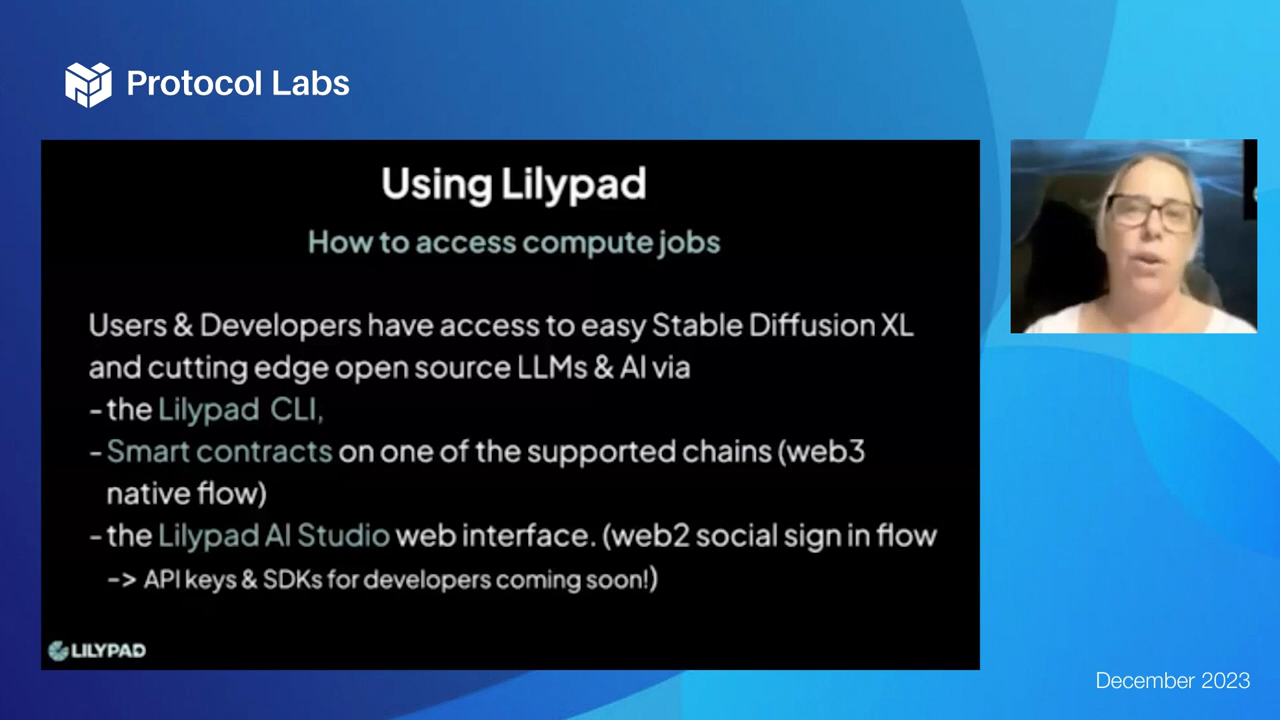 Protocol Labs
Using Lilypad
How to access compute jobs
Users & Developers have access to easy Stable Diffusion XL
and cutting edge open source LLMs & AI via
- the Lilypad CLI,
- Smart contracts on one of the supported chains (web3
native flow)
- the Lilypad AI Studio web interface. (web2 social sign in flow
-> API keys & SDKs for developers coming soon!)
LILYPAD
December 2023